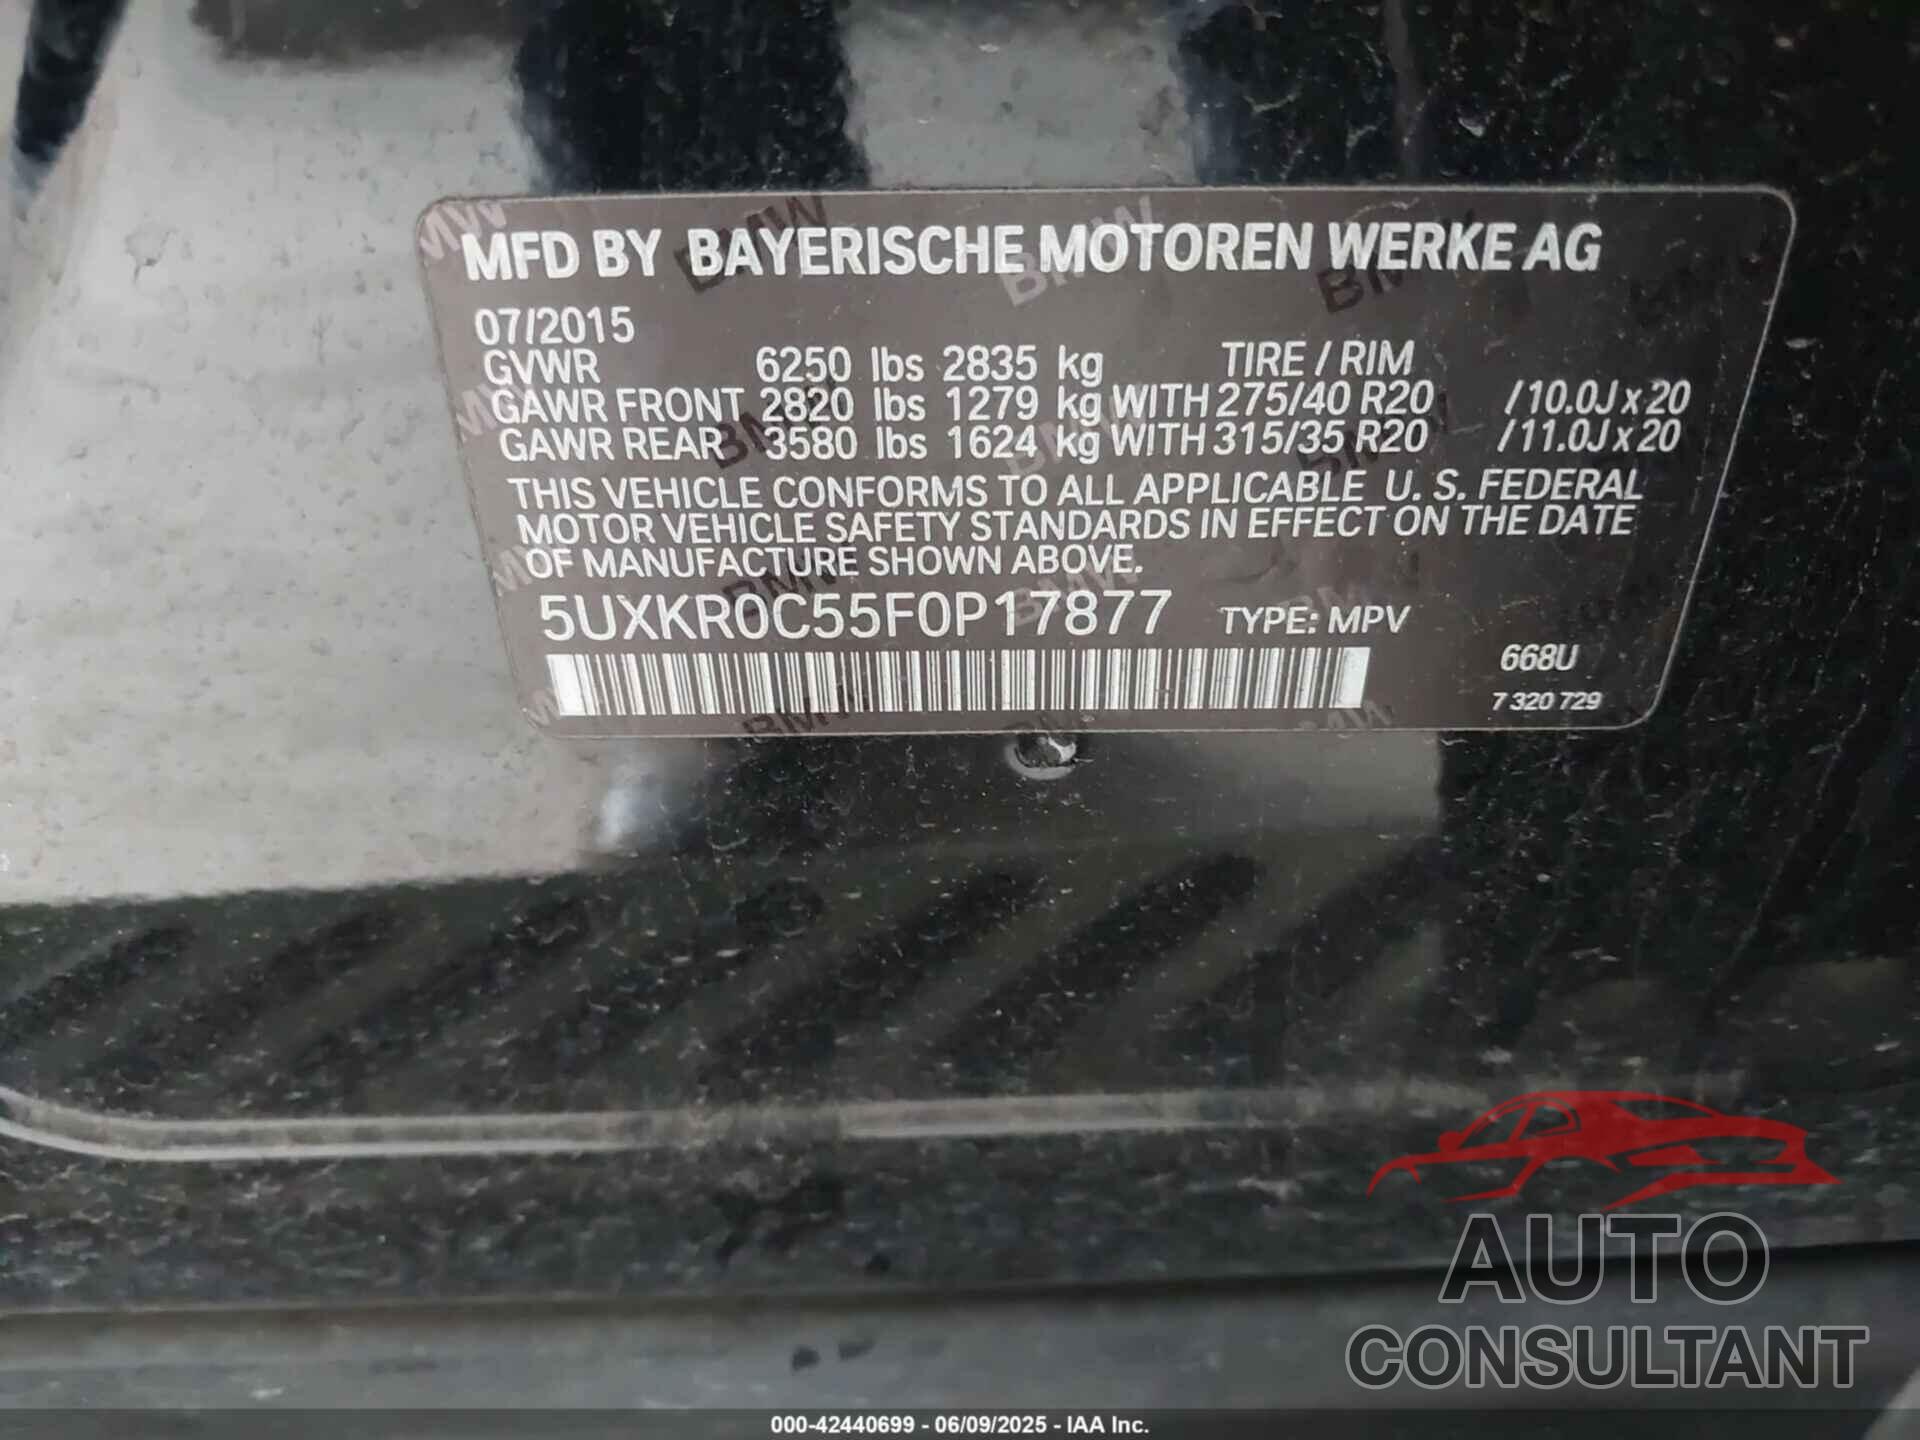 MFD BY BAYERISCHE MOTOREN WERKE AG
07/2015
GVWR 6250 lbs 2835 kg TIRE / RIM
GAWR FRONT 2820 lbs 1279 kg WITH 275/40 R20 /10.0J x 20
GAWR REAR 3580 lbs 1624 kg WITH 315/35 R20 /11.0J x 20
THIS VEHICLE CONFORMS TO ALL APPLICABLE U. S. FEDERAL
MOTOR VEHICLE SAFETY STANDARDS IN EFFECT ON THE DATE
OF MANUFACTURE SHOWN ABOVE.
5UXKR0C55F0P17877 TYPE: MPV
668U
7 320 729
AUTO
CONSULTANT
000-42440699 - 06/09/2025 - IAA Inc.